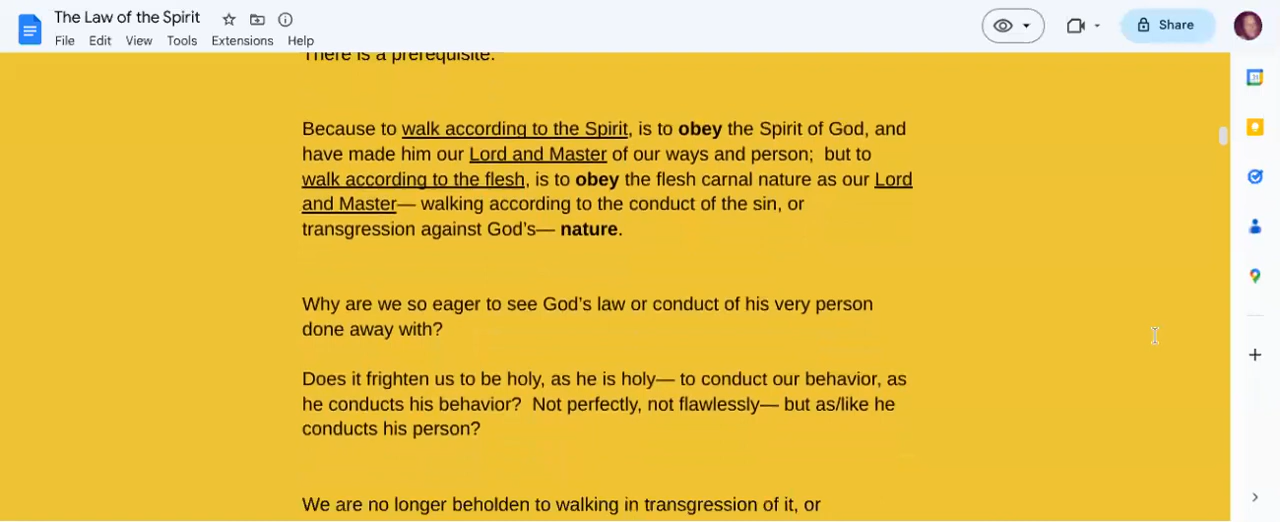 The Law of the Spirit
File Edit View Tools Extensions Help
Share
There is a prerequisite.
Because to walk according to the Spirit, is to obey the Spirit of God, and
have made him our Lord and Master of our ways and person;  but to
walk according to the flesh, is to obey the flesh carnal nature as our Lord
and Master— walking according to the conduct of the sin, or
transgression against God’s— nature.
Why are we so eager to see God’s law or conduct of his very person
done away with?
Does it frighten us to be holy, as he is holy— to conduct our behavior, as
he conducts his behavior?  Not perfectly, not flawlessly— but as/like he
conducts his person?
We are no longer beholden to walking in transgression of it, or